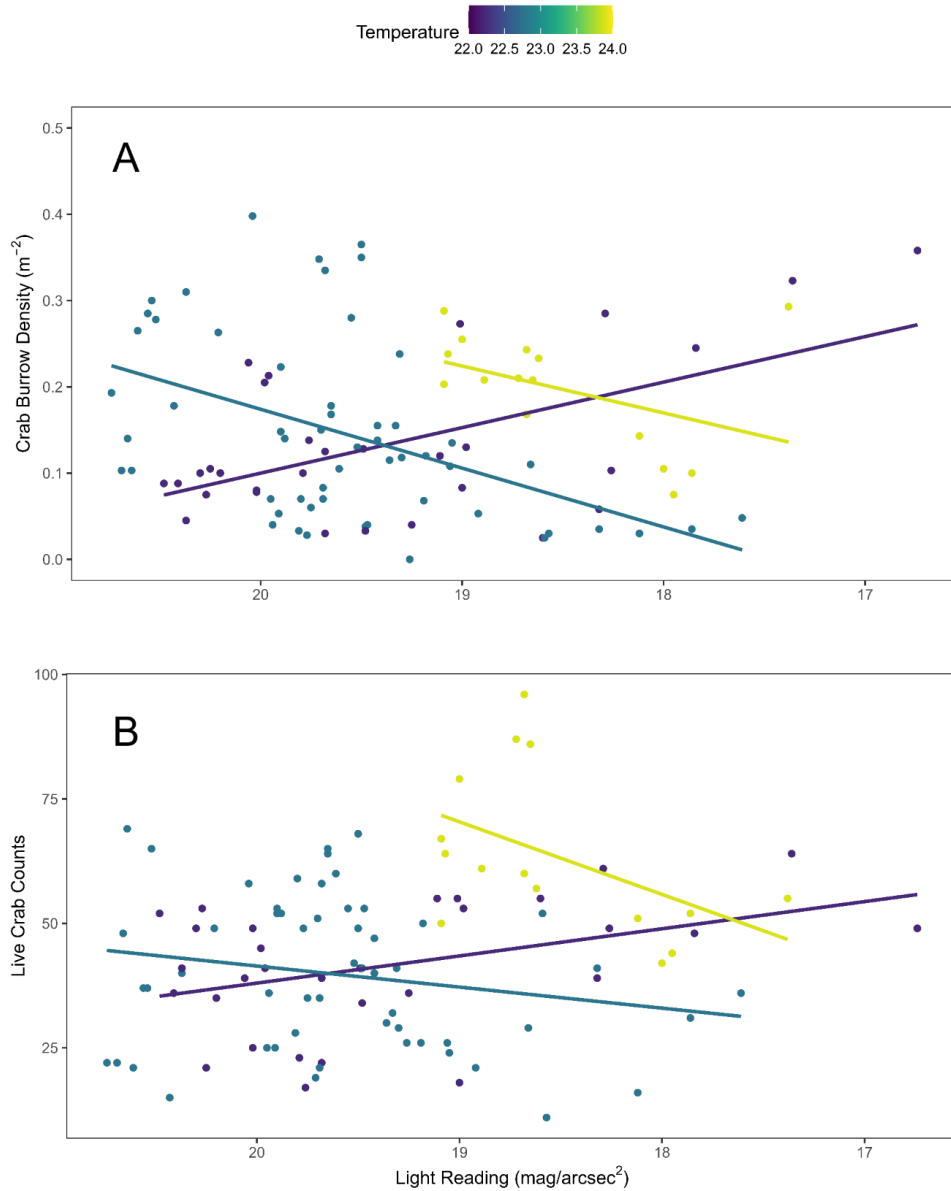 Temperature
22.0 22.5 23.0 23.5 24.0
A
0.5
0.4
0.3
0.2
0.1
0.0
Crab Burrow Density (m⁻²)
20 19 18 17
B
100
75
50
25
Live Crab Counts
20 19 18 17
Light Reading (mag/arcsec²)